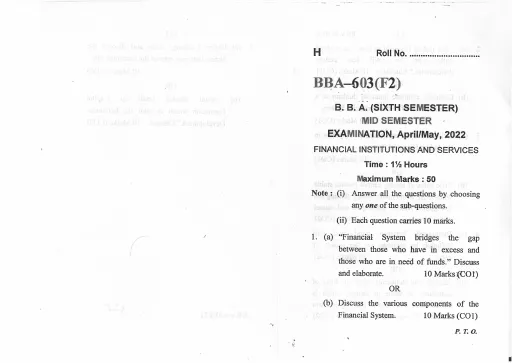 H Roll No. ..............................
BBA–603(F2)
B. B. A. (SIXTH SEMESTER)
MID SEMESTER
EXAMINATION, April/May, 2022
FINANCIAL INSTITUTIONS AND SERVICES
Time : 1½ Hours
Maximum Marks : 50
Note : (i) Answer all the questions by choosing
any one of the sub-questions.
(ii) Each question carries 10 marks.
1. (a) “Financial System bridges the gap
between those who have in excess and
those who are in need of funds.” Discuss
and elaborate. 10 Marks (CO1)
OR
(b) Discuss the various components of the
Financial System. 10 Marks (CO1)
P. T. O.